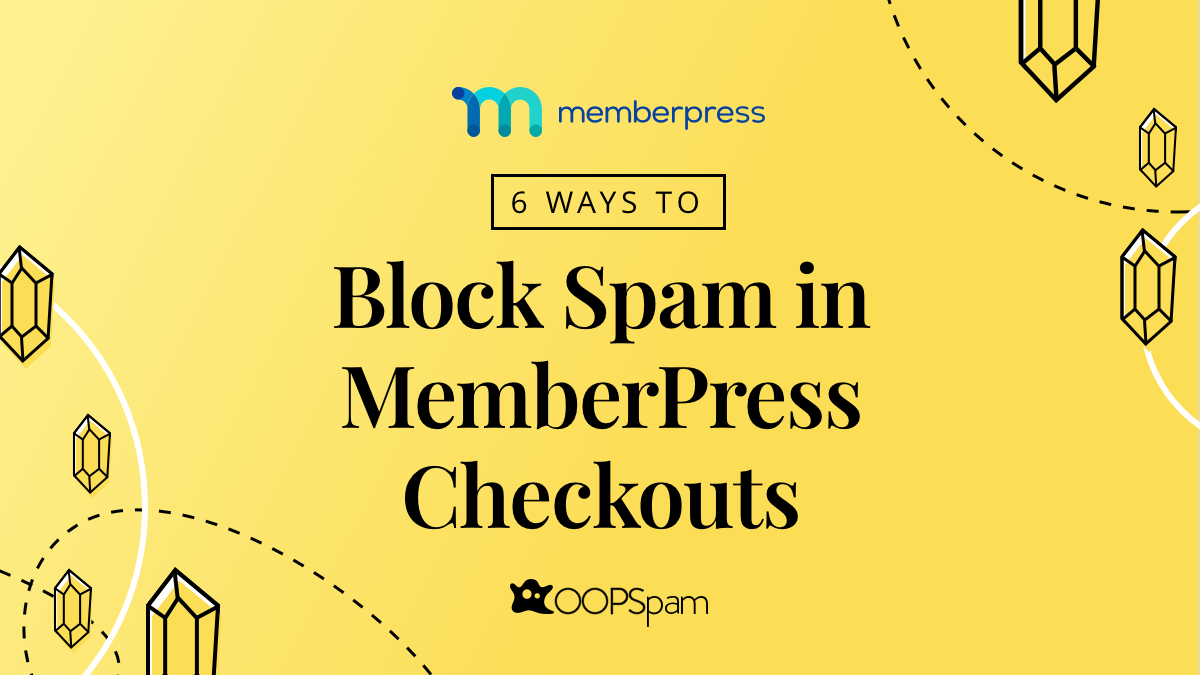 memberpress
6 WAYS TO
Block Spam in
MemberPress
Checkouts
OOPSpam